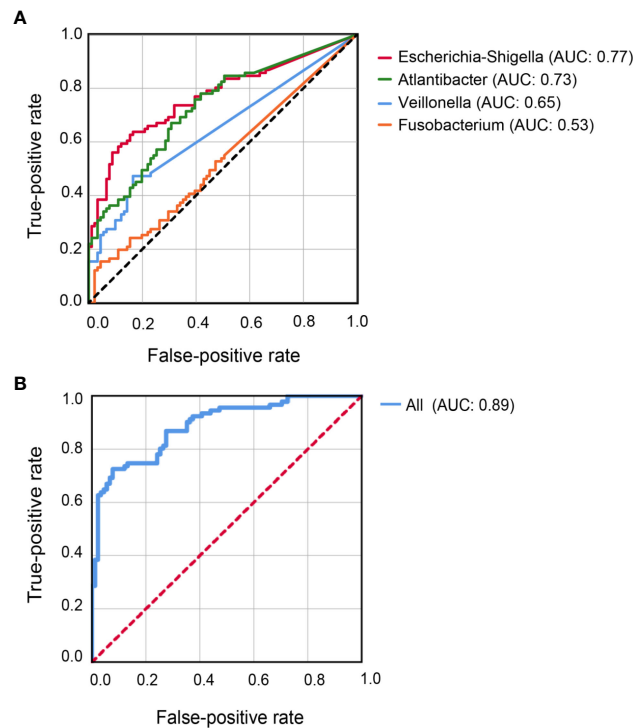 A
1.0
0.8
0.6
0.4
0.2
0.0
True-positive rate
0.0 0.2 0.4 0.6 0.8 1.0
False-positive rate
Escherichia-Shigella (AUC: 0.77)
Atlantibacter (AUC: 0.73)
Veillonella (AUC: 0.65)
Fusobacterium (AUC: 0.53)
B
1.0
0.8
0.6
0.4
0.2
0.0
True-positive rate
0.0 0.2 0.4 0.6 0.8 1.0
False-positive rate
All (AUC: 0.89)